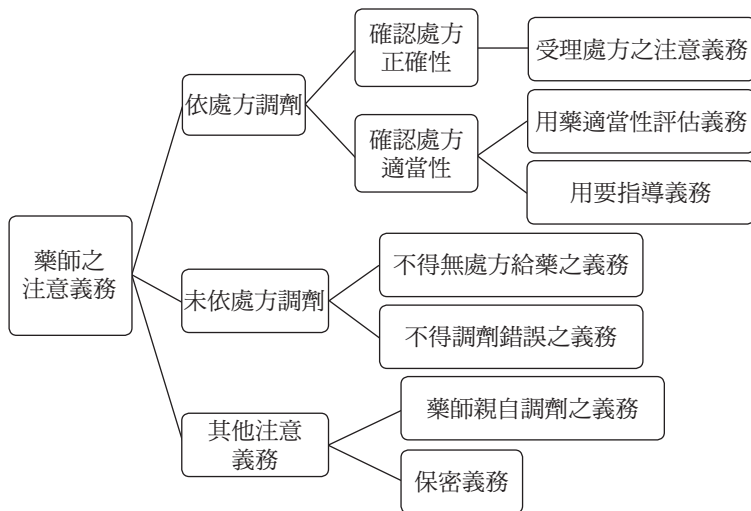 藥師之
注意義務
依處方調劑
確認處方
正確性
受理處方之注意義務
確認處方
適當性
用藥適當性評估義務
用要指導義務
未依處方調劑
不得無處方給藥之義務
不得調劑錯誤之義務
其他注意
義務
藥師親自調劑之義務
保密義務